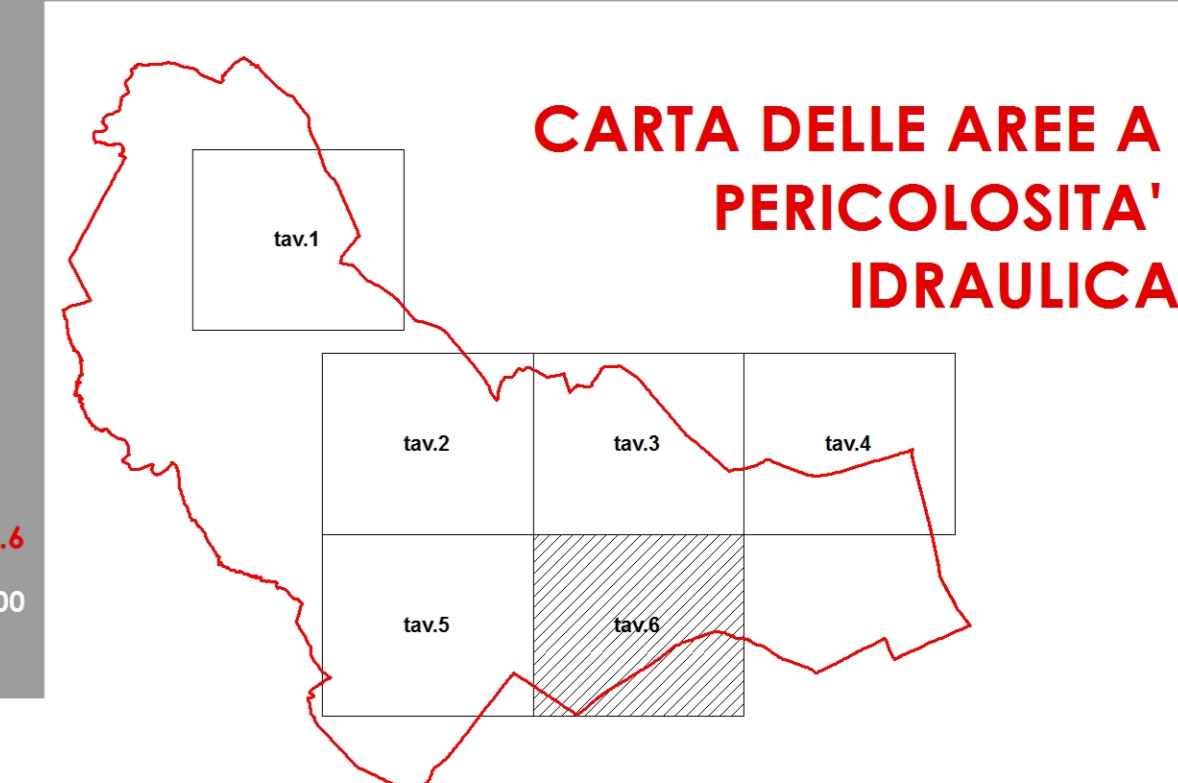 CARTA DELLE AREE A
PERICOLOSITA'
IDRAULICA
tav.1
tav.2
tav.3
tav.4
.6
00
tav.5
tav.6